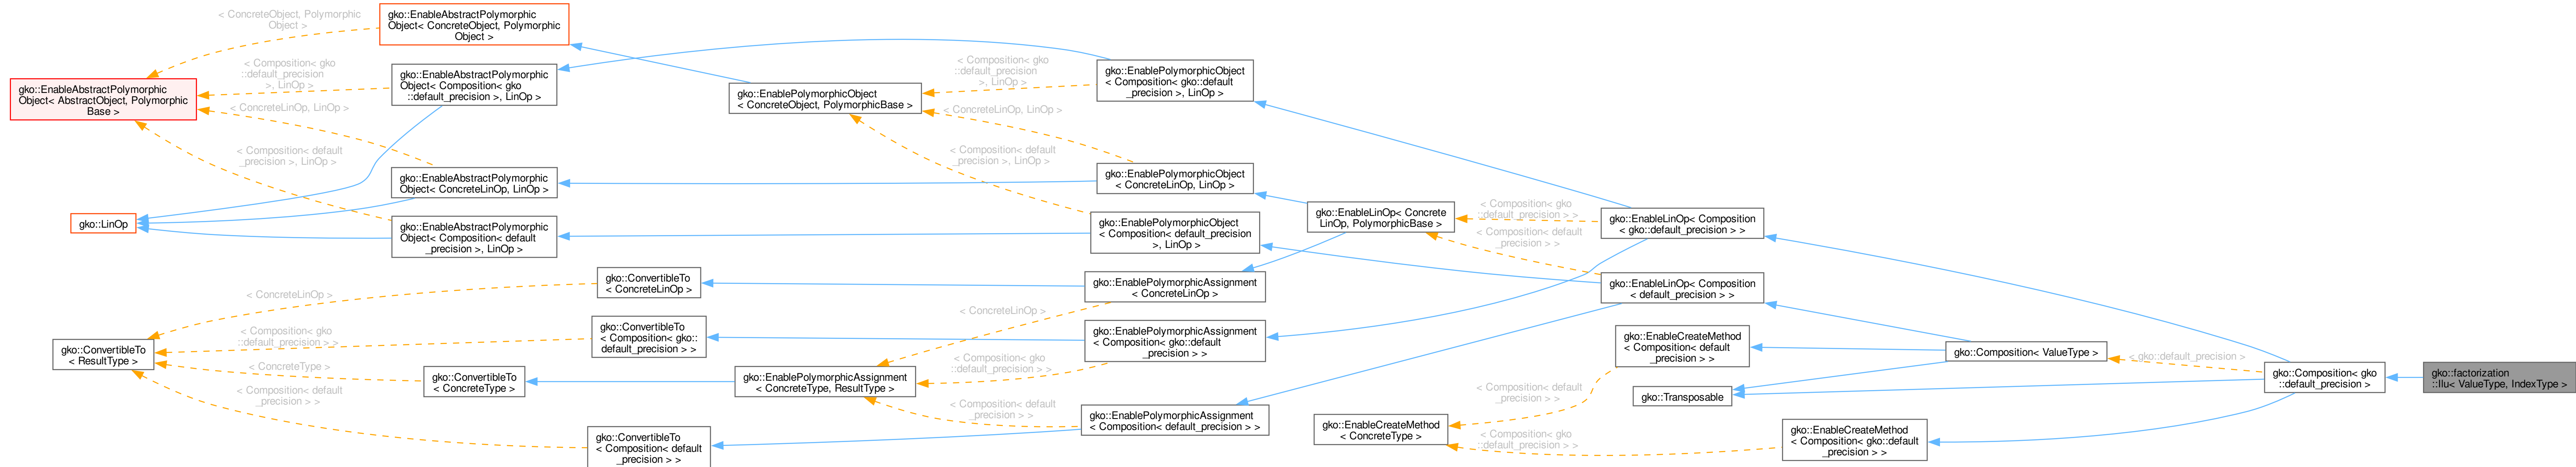 gko::EnableAbstractPolymorphic
Object< AbstractObject, Polymorphic
Base >
gko::LinOp
gko::ConvertibleTo
< ResultType >
< ConcreteObject, Polymorphic
Object >
< Composition< gko
::default_precision
>, LinOp >
< ConcreteLinOp, LinOp >
< Composition< default
_precision >, LinOp >
< ConcreteLinOp >
< Composition< gko
::default_precision > >
< ConcreteType >
< Composition< default
_precision > >
gko::EnableAbstractPolymorphic
Object< ConcreteObject, Polymorphic
Object >
gko::EnableAbstractPolymorphic
Object< Composition< gko
::default_precision >, LinOp >
gko::EnableAbstractPolymorphic
Object< ConcreteLinOp, LinOp >
gko::EnableAbstractPolymorphic
Object< Composition< default
_precision >, LinOp >
gko::ConvertibleTo
< ConcreteLinOp >
gko::ConvertibleTo
< Composition< gko::
default_precision > >
gko::ConvertibleTo
< ConcreteType >
gko::ConvertibleTo
< Composition< default
_precision > >
gko::EnablePolymorphicObject
< ConcreteObject, PolymorphicBase >
gko::EnablePolymorphicAssignment
< ConcreteType, ResultType >
< Composition< gko
::default_precision
>, LinOp >
< ConcreteLinOp, LinOp >
< Composition< default
_precision >, LinOp >
< ConcreteLinOp >
< Composition< gko
::default_precision > >
< Composition< default
_precision > >
gko::EnablePolymorphicObject
< Composition< gko::default
_precision >, LinOp >
gko::EnablePolymorphicObject
< ConcreteLinOp, LinOp >
gko::EnablePolymorphicObject
< Composition< default_precision
>, LinOp >
gko::EnablePolymorphicAssignment
< ConcreteLinOp >
gko::EnablePolymorphicAssignment
< Composition< gko::default
_precision > >
gko::EnablePolymorphicAssignment
< Composition< default_precision > >
gko::EnableLinOp< Concrete
LinOp, PolymorphicBase >
gko::EnableCreateMethod
< ConcreteType >
< Composition< gko
::default_precision > >
< Composition< default
_precision > >
< Composition< default
_precision > >
< Composition< gko
::default_precision > >
gko::EnableLinOp< Composition
< gko::default_precision > >
gko::EnableLinOp< Composition
< default_precision > >
gko::EnableCreateMethod
< Composition< default
_precision > >
gko::Transposable
gko::EnableCreateMethod
< Composition< gko::default
_precision > >
gko::Composition< ValueType >
< gko::default_precision >
gko::Composition< gko
::default_precision >
gko::factorization
::Ilu< ValueType, IndexType >